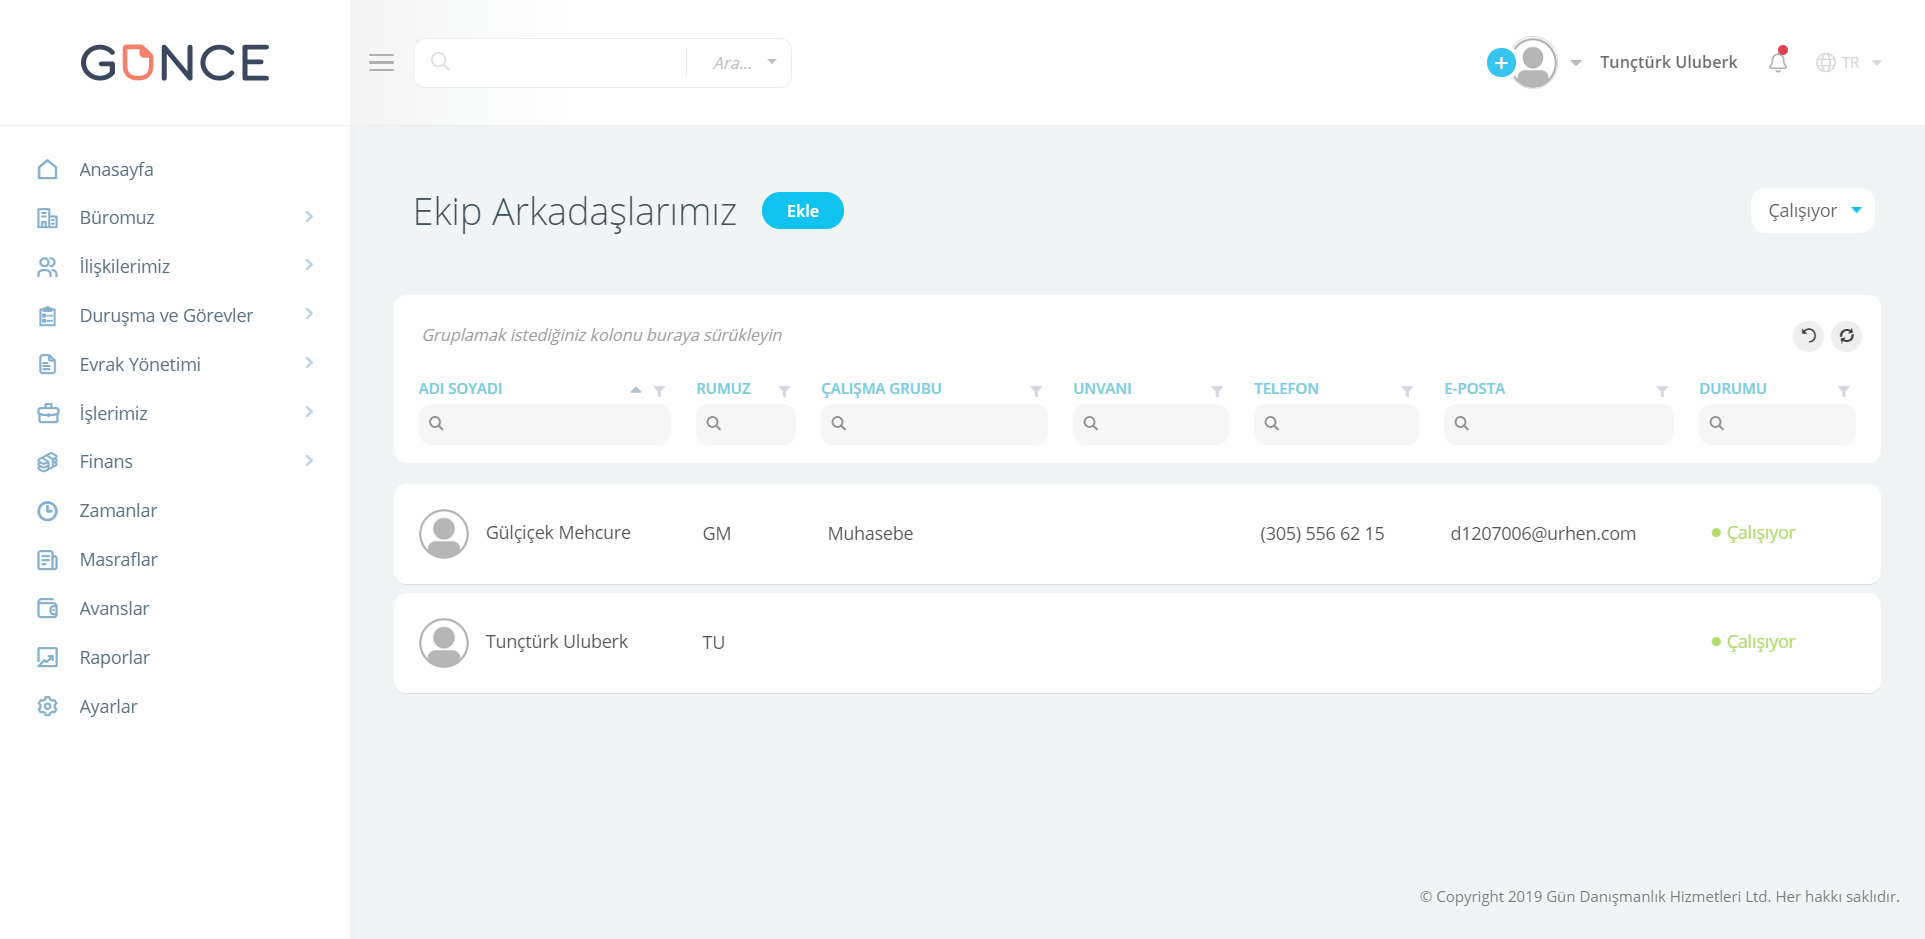 GÜNCE
Ara...
Tunçtürk Uluberk
TR
Anasayfa
Büromuz
İlişkilerimiz
Duruşma ve Görevler
Evrak Yönetimi
İşlerimiz
Finans
Zamanlar
Masraflar
Avanslar
Raporlar
Ayarlar
Ekip Arkadaşlarımız
Ekle
Çalışıyor
Gruplamak istediğiniz kolonu buraya sürükleyin
ADI SOYADI RUMUZ ÇALIŞMA GRUBU UNVANI TELEFON E-POSTA DURUMU
Gülçiçek Mehcure GM Muhasebe (305) 556 62 15 d1207006@urhen.com Çalışıyor
Tunçtürk Uluberk TU Çalışıyor
© Copyright 2019 Gün Danışmanlık Hizmetleri Ltd. Her hakkı saklıdır.